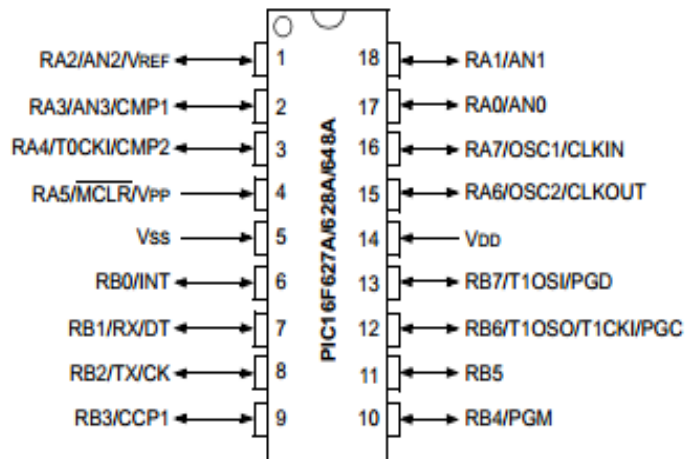 RA2/AN2/VREF 1 18 RA1/AN1
RA3/AN3/CMP1 2 17 RA0/AN0
RA4/T0CKI/CMP2 3 16 RA7/OSC1/CLKIN
RA5/MCLR/VPP 4 15 RA6/OSC2/CLKOUT
VSS 5 14 VDD
RB0/INT 6 13 RB7/T1OSI/PGD
RB1/RX/DT 7 12 RB6/T1OSO/T1CKI/PGC
RB2/TX/CK 8 11 RB5
RB3/CCP1 9 10 RB4/PGM
PIC16F627A/628A/648A